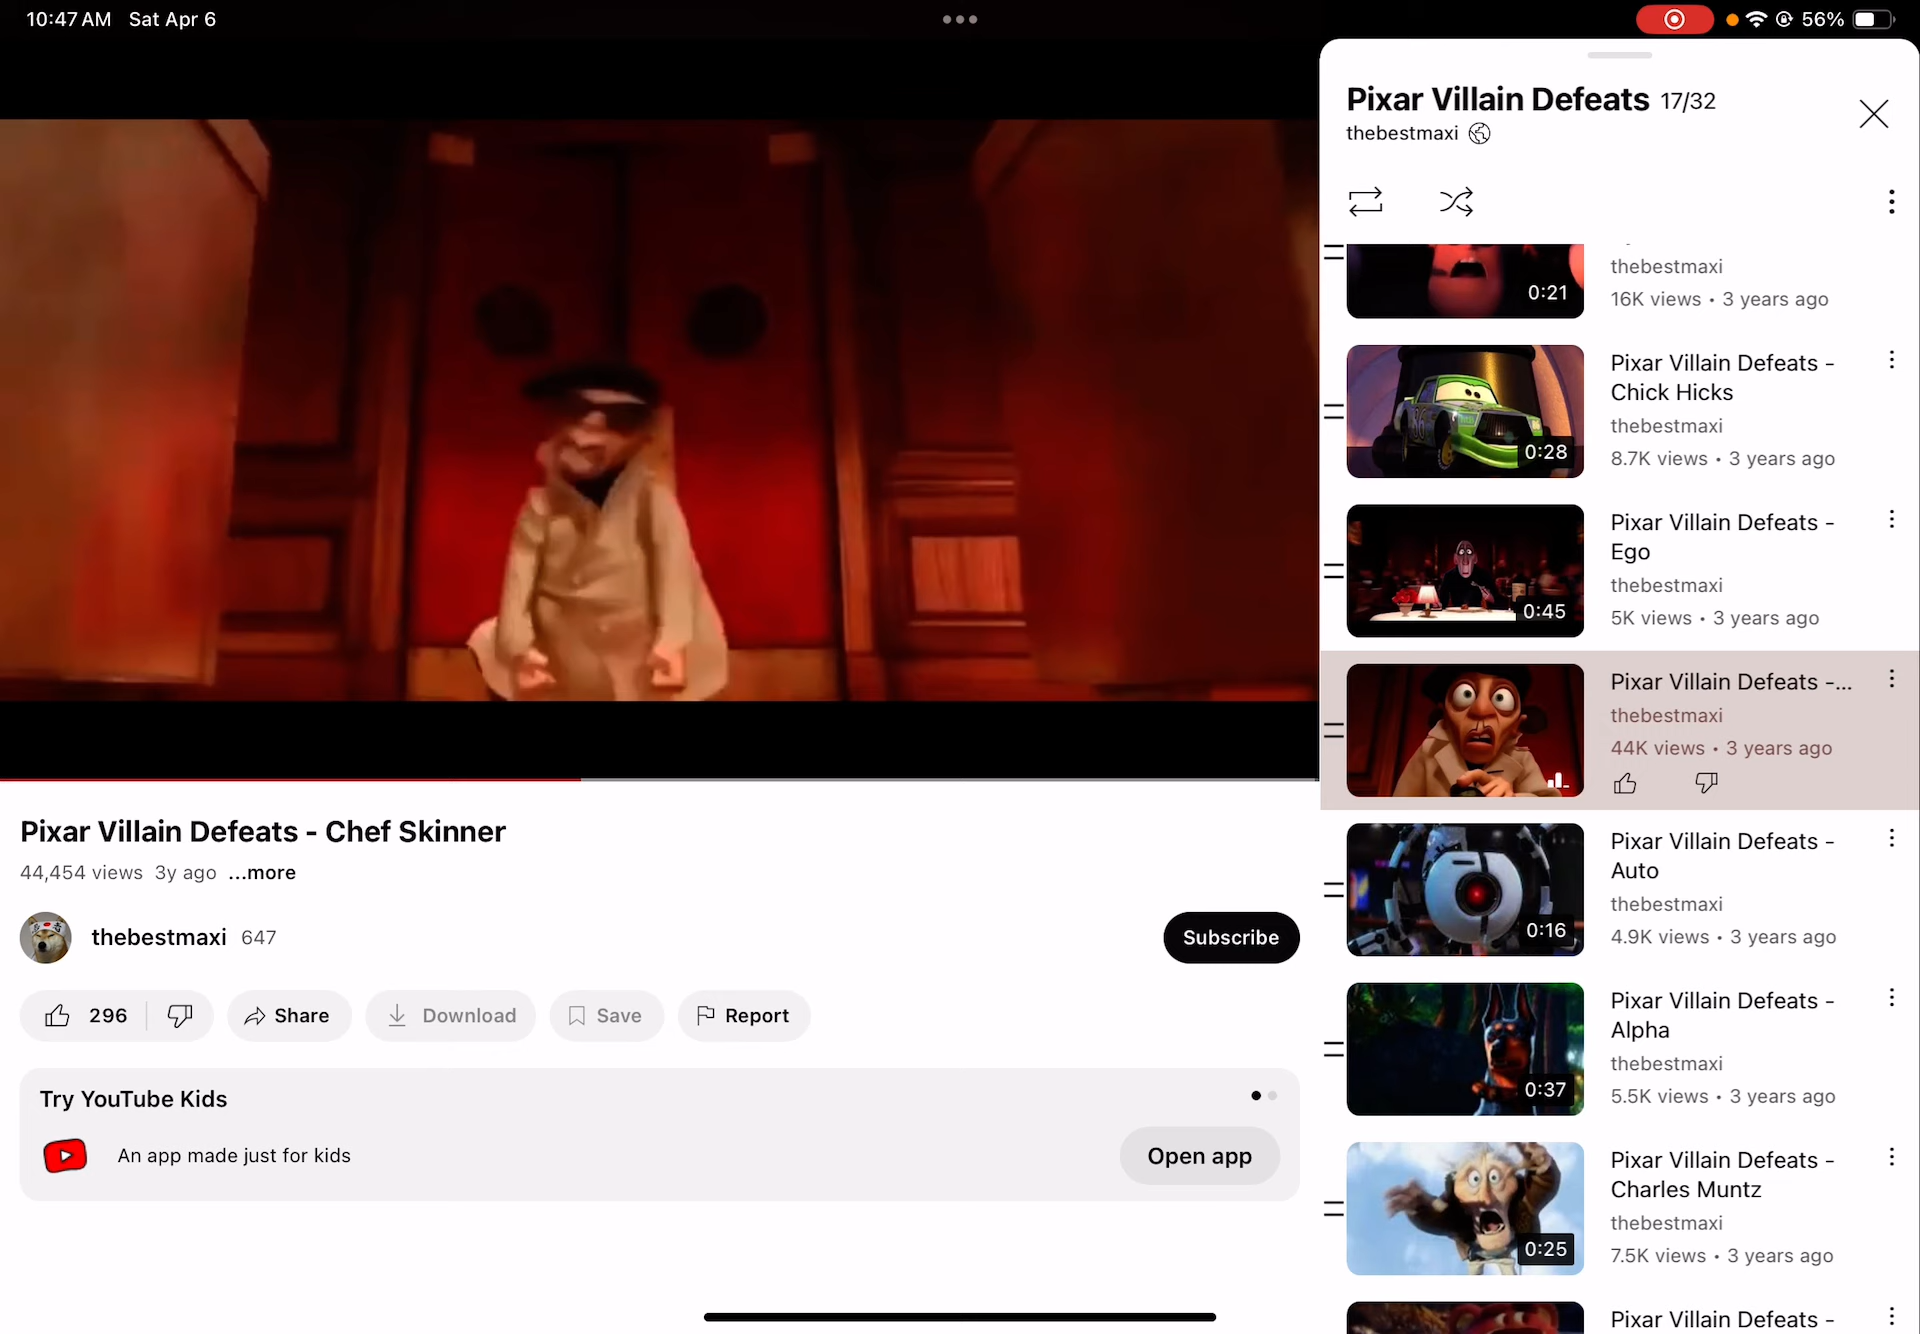 10:47 AM Sat Apr 6
56%
Pixar Villain Defeats 17/32
thebestmaxi
0:21
thebestmaxi
16K views • 3 years ago
0:28
Pixar Villain Defeats -
Chick Hicks
thebestmaxi
8.7K views • 3 years ago
0:45
Pixar Villain Defeats -
Ego
thebestmaxi
5K views • 3 years ago
Pixar Villain Defeats -...
thebestmaxi
44K views • 3 years ago
0:16
Pixar Villain Defeats -
Auto
thebestmaxi
4.9K views • 3 years ago
0:37
Pixar Villain Defeats -
Alpha
thebestmaxi
5.5K views • 3 years ago
0:25
Pixar Villain Defeats -
Charles Muntz
thebestmaxi
7.5K views • 3 years ago
Pixar Villain Defeats -
Pixar Villain Defeats - Chef Skinner
44,454 views 3y ago ...more
thebestmaxi 647
Subscribe
296
Share
Download
Save
Report
Try YouTube Kids
An app made just for kids
Open app